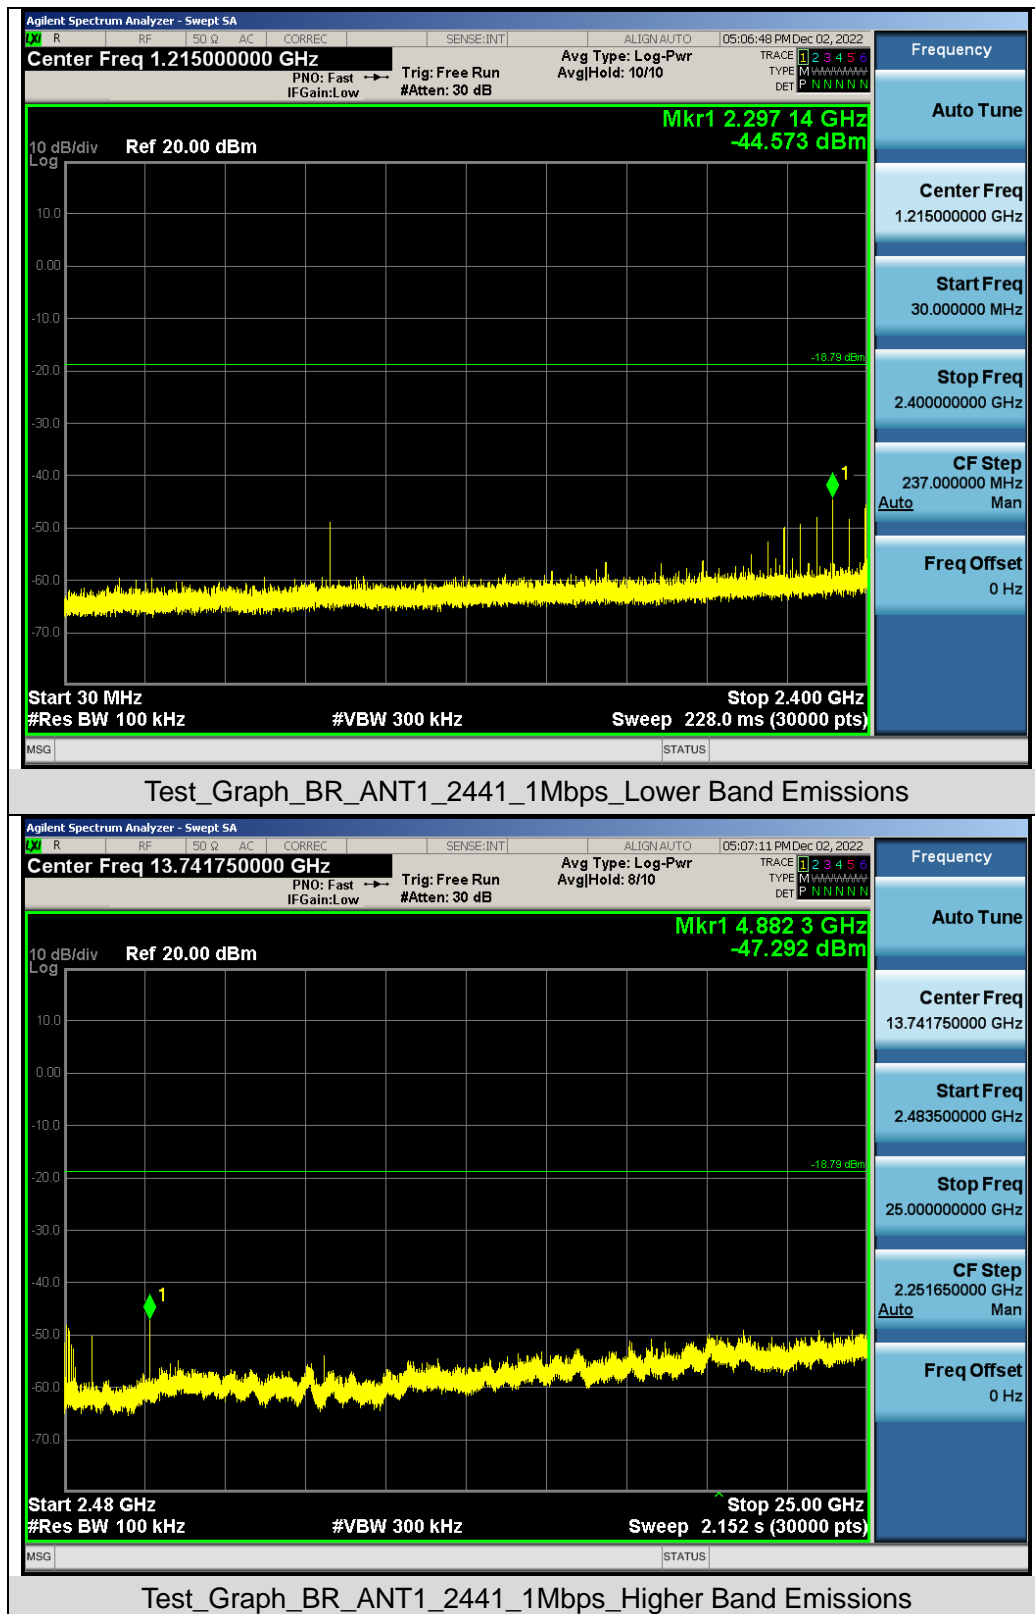 Agilent Spectrum Analyzer - Swept SA
LXI R RF 50 Ω AC CORREC SENSE:INT ALIGN AUTO 05:06:48 PM Dec 02, 2022
Center Freq 1.215000000 GHz
PNO: Fast
IFGain:Low
Trig: Free Run
#Atten: 30 dB
Avg Type: Log-Pwr
Avg|Hold: 10/10
TRACE 1 2 3 4 5 6
TYPE M
DET P N N N N N
Mkr1 2.297 14 GHz
-44.573 dBm
10 dB/div Ref 20.00 dBm
Log
10.0
0.00
-10.0
-18.79 dBm
-20.0
-30.0
-40.0
1
-50.0
-60.0
-70.0
Start 30 MHz Stop 2.400 GHz
#Res BW 100 kHz #VBW 300 kHz Sweep 228.0 ms (30000 pts)
MSG STATUS
Frequency
Auto Tune
Center Freq
1.215000000 GHz
Start Freq
30.000000 MHz
Stop Freq
2.400000000 GHz
CF Step
237.000000 MHz
Auto Man
Freq Offset
0 Hz
Test_Graph_BR_ANT1_2441_1Mbps_Lower Band Emissions
Agilent Spectrum Analyzer - Swept SA
LXI R RF 50 Ω AC CORREC SENSE:INT ALIGN AUTO 05:07:11 PM Dec 02, 2022
Center Freq 13.741750000 GHz
PNO: Fast
IFGain:Low
Trig: Free Run
#Atten: 30 dB
Avg Type: Log-Pwr
Avg|Hold: 8/10
TRACE 1 2 3 4 5 6
TYPE M
DET P N N N N N
Mkr1 4.882 3 GHz
-47.292 dBm
10 dB/div Ref 20.00 dBm
Log
10.0
0.00
-10.0
-18.79 dBm
-20.0
-30.0
-40.0
1
-50.0
-60.0
-70.0
Start 2.48 GHz Stop 25.00 GHz
#Res BW 100 kHz #VBW 300 kHz Sweep 2.152 s (30000 pts)
MSG STATUS
Frequency
Auto Tune
Center Freq
13.741750000 GHz
Start Freq
2.483500000 GHz
Stop Freq
25.000000000 GHz
CF Step
2.251650000 GHz
Auto Man
Freq Offset
0 Hz
Test_Graph_BR_ANT1_2441_1Mbps_Higher Band Emissions